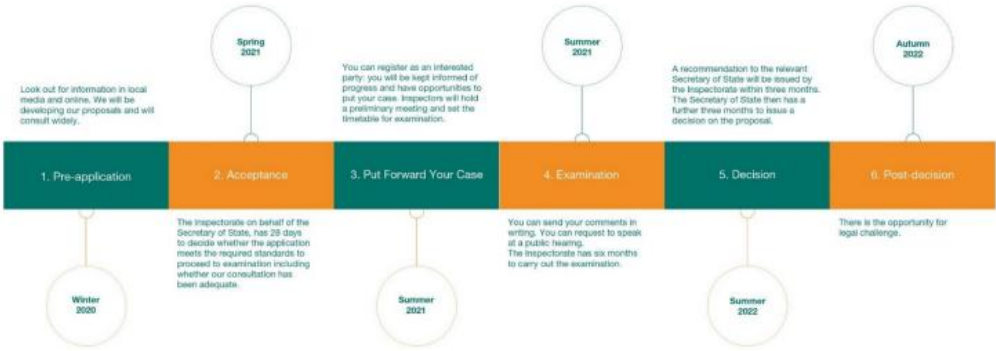 Spring
2021
Summer
2021
Autumn
2022
Look out for information in local
media and online. We will be
developing our proposals and will
consult widely.
You can register as an interested
party: you will be kept informed of
progress and have opportunities to
put your case. Inspectors will hold
a preliminary meeting and set the
timetable for examination.
A recommendation to the relevant
Secretary of State will be issued by
the Inspectorate within three months.
The Secretary of State then has a
further three months to issue a
decision on the proposal.
1. Pre-application
2. Acceptance
3. Put Forward Your Case
4. Examination
5. Decision
6. Post-decision
The Inspectorate on behalf of the
Secretary of State, has 28 days
to decide whether the application
meets the required standards to
proceed to examination including
whether our consultation has
been adequate.
You can send your comments in
writing. You can request to speak
at a public hearing.
The Inspectorate has six months
to carry out the examination.
There is the opportunity for
legal challenge.
Winter
2020
Summer
2021
Summer
2022